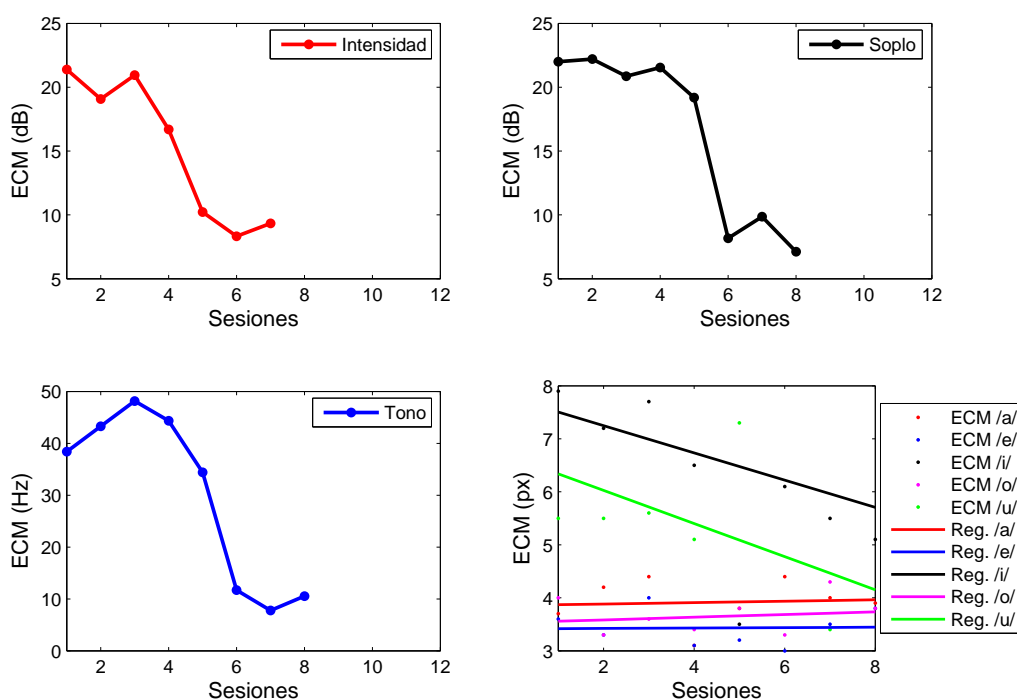 25
20
15
10
5
2 4 6 8 10 12
ECM (dB)
Sesiones
Intensidad
25
20
15
10
5
2 4 6 8 10 12
ECM (dB)
Sesiones
Soplo
50
40
30
20
10
0
2 4 6 8 10 12
ECM (Hz)
Sesiones
Tono
8
7
6
5
4
3
2 4 6 8
ECM (px)
Sesiones
ECM /a/
ECM /e/
ECM /i/
ECM /o/
ECM /u/
Reg. /a/
Reg. /e/
Reg. /i/
Reg. /o/
Reg. /u/